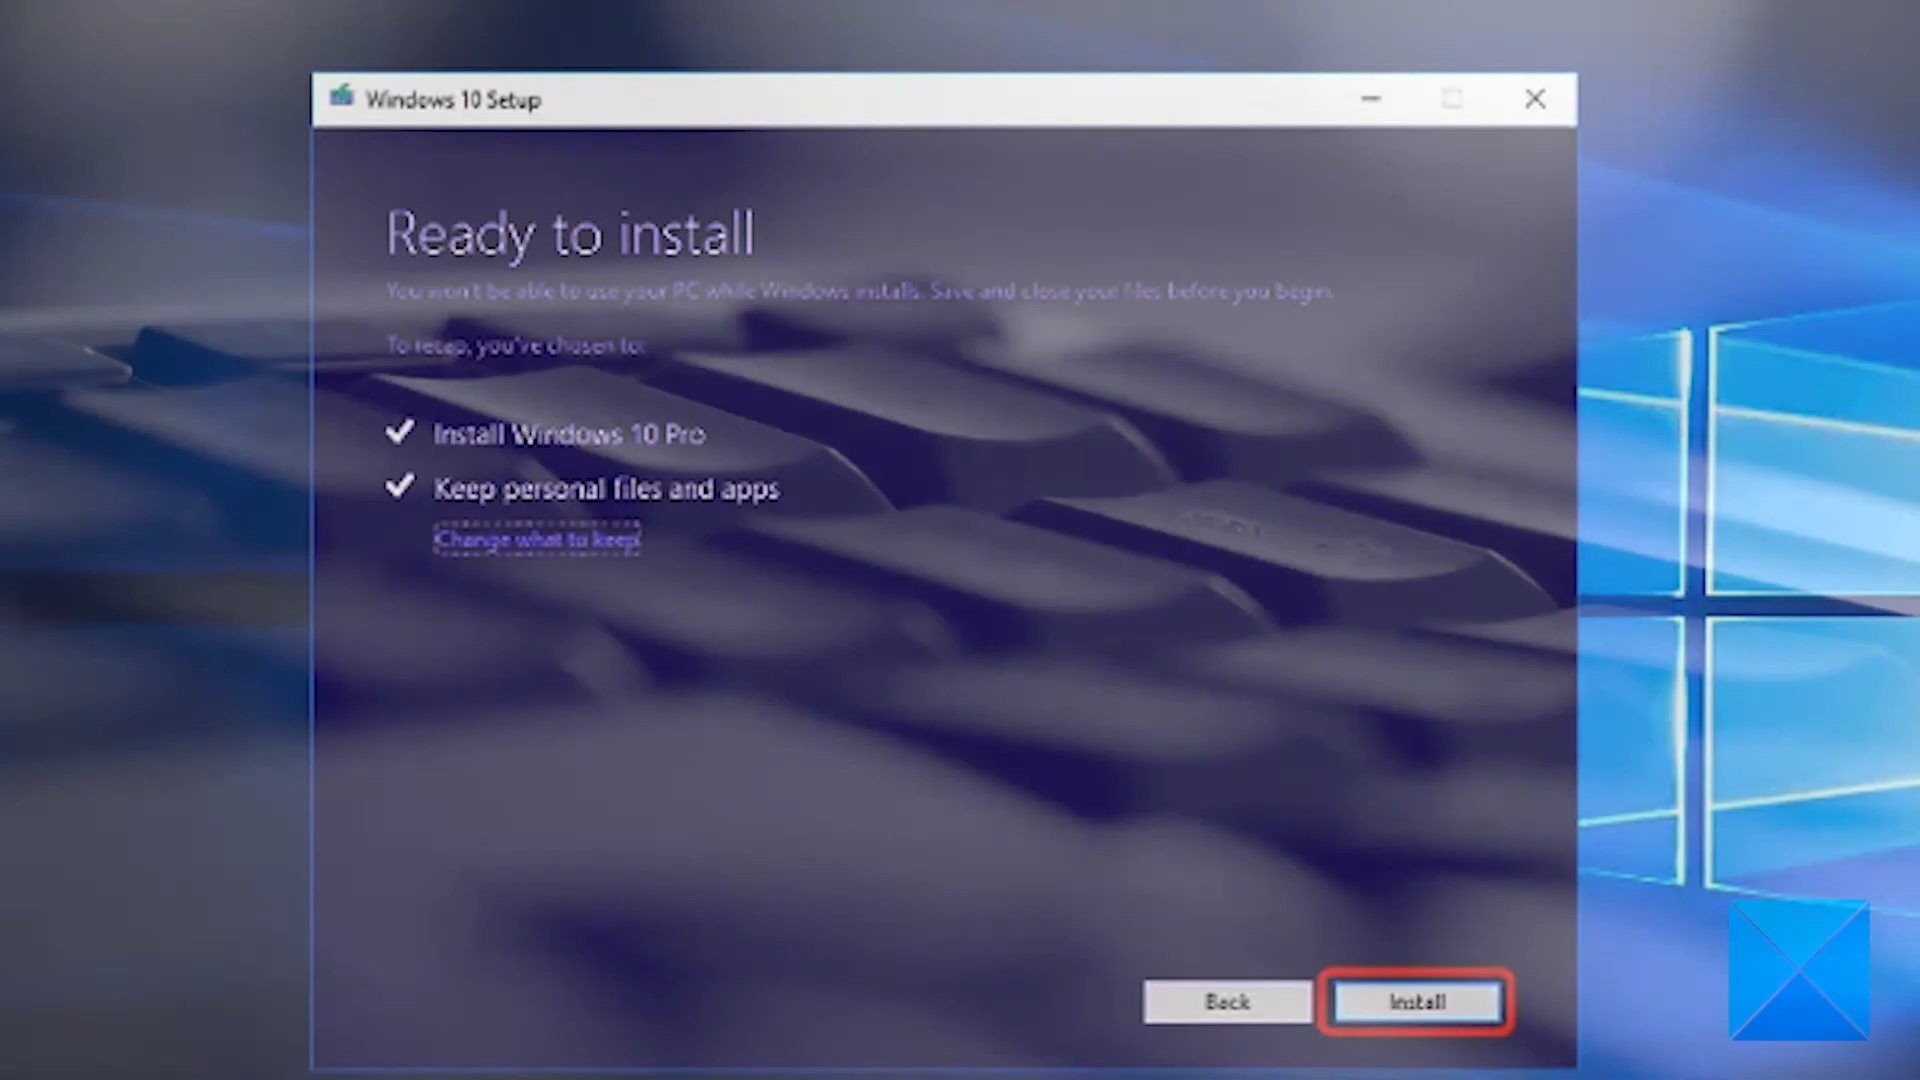 Windows 10 Setup
Ready to install
You won't be able to use your PC while Windows installs. Save and close your files before you begin.
To recap, you've chosen to:
Install Windows 10 Pro
Keep personal files and apps
Change what to keep
Back
Install